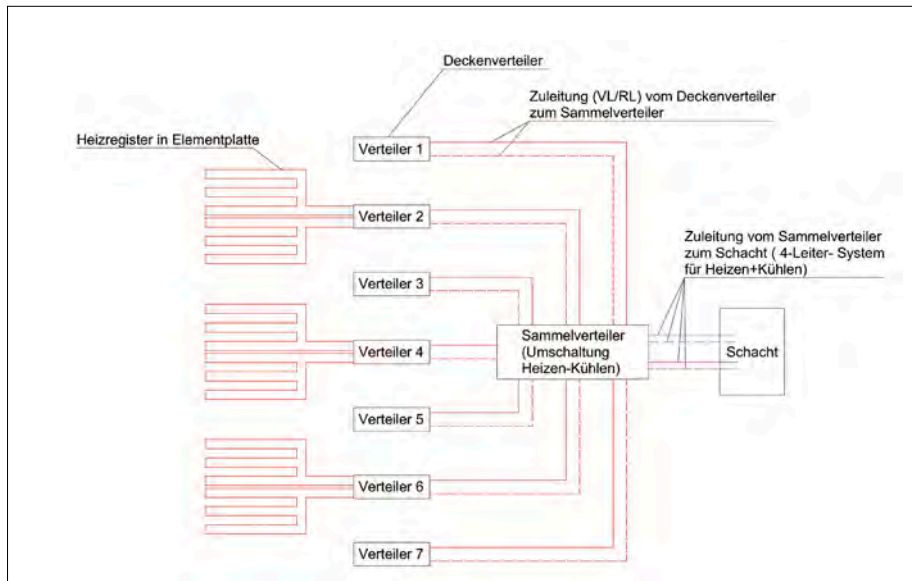 Deckenverteiler
Zuleitung (VL/RL) vom Deckenverteiler
zum Sammelverteiler
Heizregister in Elementplatte
Verteiler 1
Verteiler 2
Zuleitung vom Sammelverteiler
zum Schacht ( 4-Leiter- System
für Heizen+Kühlen)
Verteiler 3
Sammelverteiler
(Umschaltung
Heizen-Kühlen)
Schacht
Verteiler 4
Verteiler 5
Verteiler 6
Verteiler 7